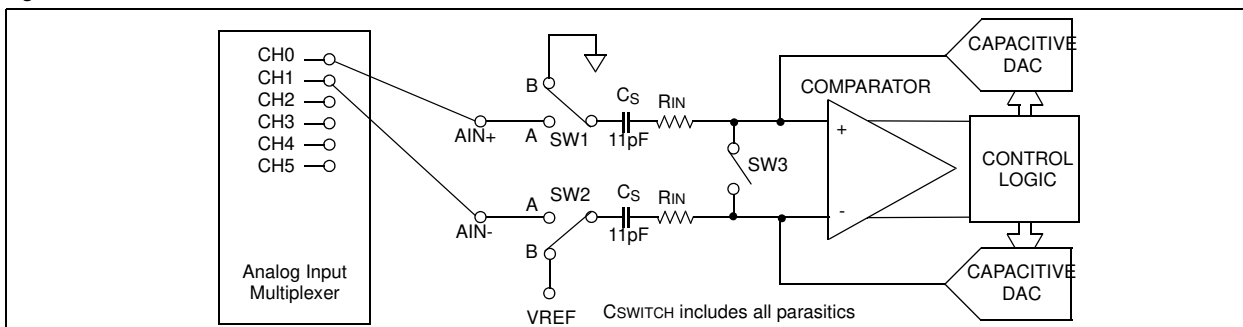 CH0
CH1
CH2
CH3
CH4
CH5
Analog Input
Multiplexer
AIN+
AIN-
B
A
SW1
CS
11pF
RIN
A
SW2
B
CS
11pF
RIN
VREF
SW3
COMPARATOR
+
-
CAPACITIVE
DAC
CONTROL
LOGIC
CAPACITIVE
DAC
CSWITCH includes all parasitics